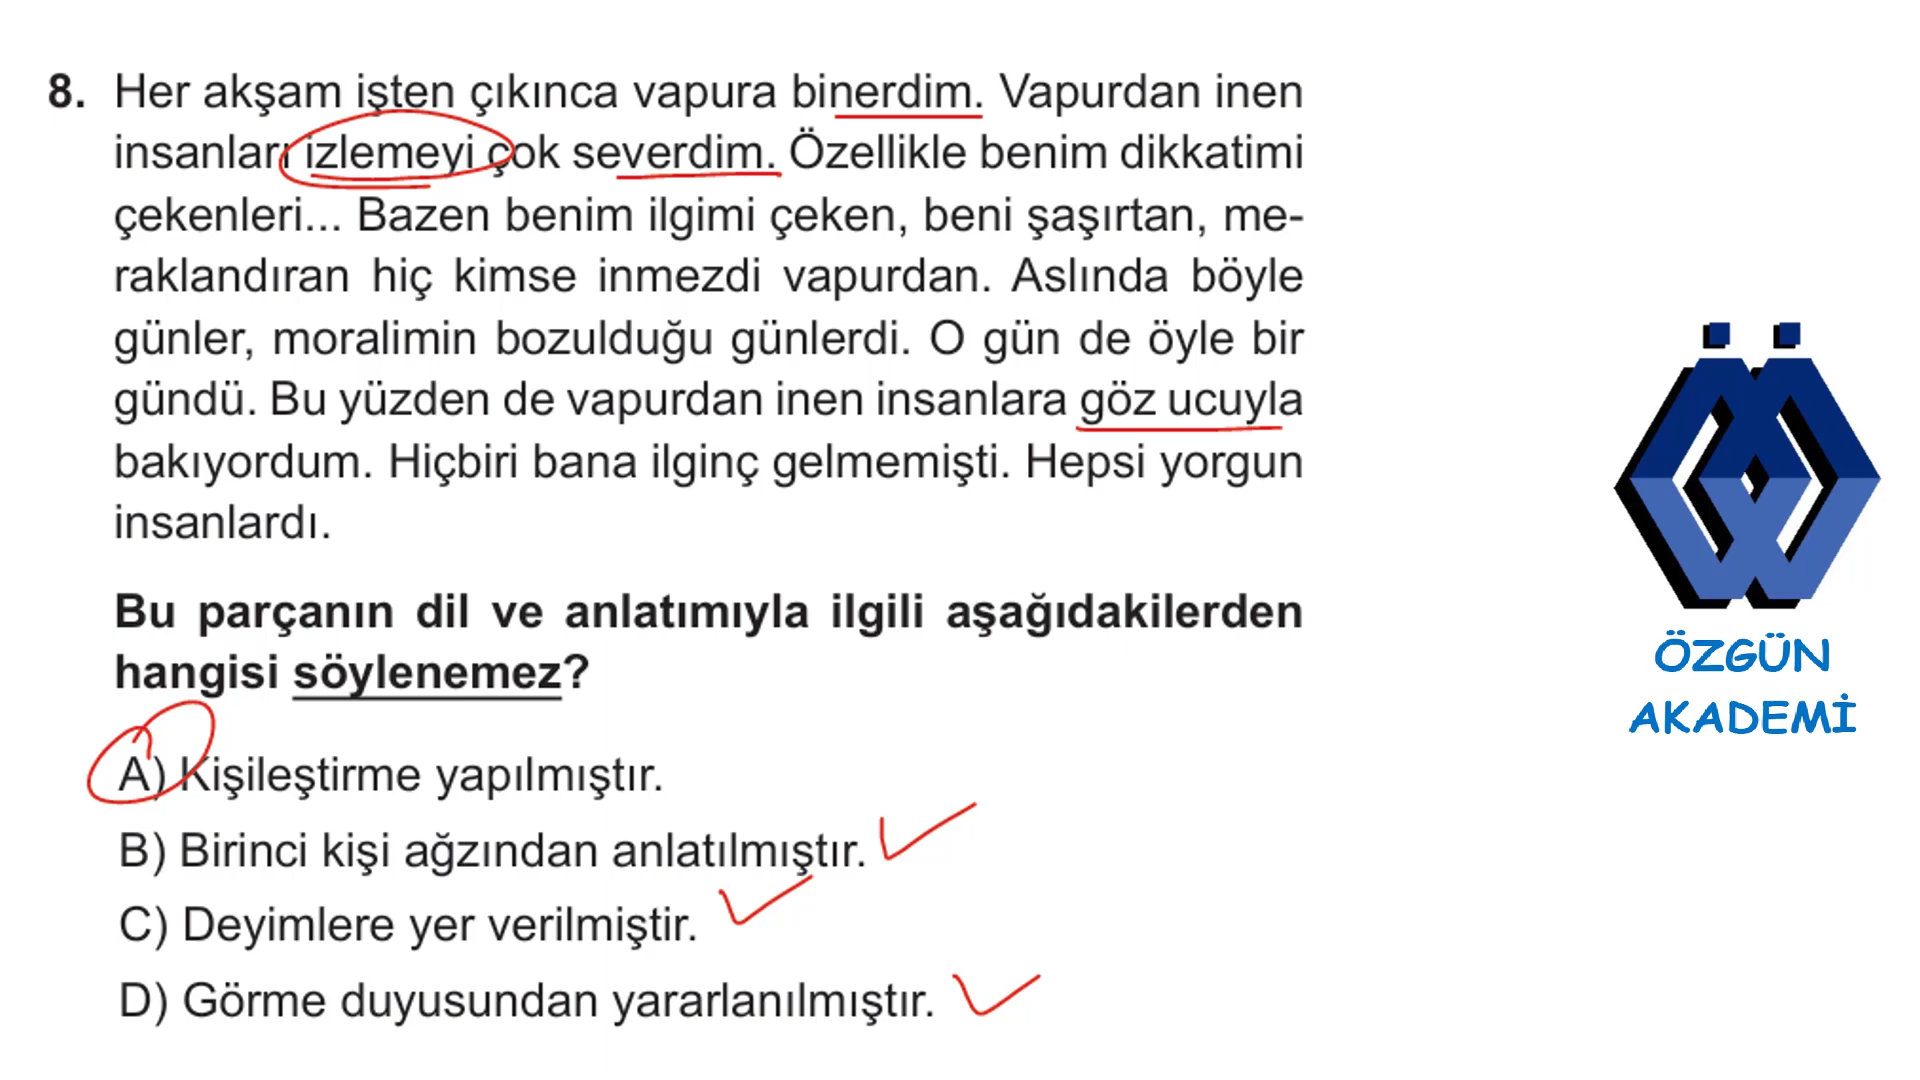 8. Her akşam işten çıkınca vapura binerdim. Vapurdan inen
insanları izlemeyi çok severdim. Özellikle benim dikkatimi
çekenleri... Bazen benim ilgimi çeken, beni şaşırtan, me-
raklandıran hiç kimse inmezdi vapurdan. Aslında böyle
günler, moralimin bozulduğu günlerdi. O gün de öyle bir
gündü. Bu yüzden de vapurdan inen insanlara göz ucuyla
bakıyordum. Hiçbiri bana ilginç gelmemişti. Hepsi yorgun
insanlardı.
Bu parçanın dil ve anlatımıyla ilgili aşağıdakilerden
hangisi söylenemez?
A) Kişileştirme yapılmıştır.
B) Birinci kişi ağzından anlatılmıştır.
C) Deyimlere yer verilmiştir.
D) Görme duyusundan yararlanılmıştır.
ÖZGÜN
AKADEMİ